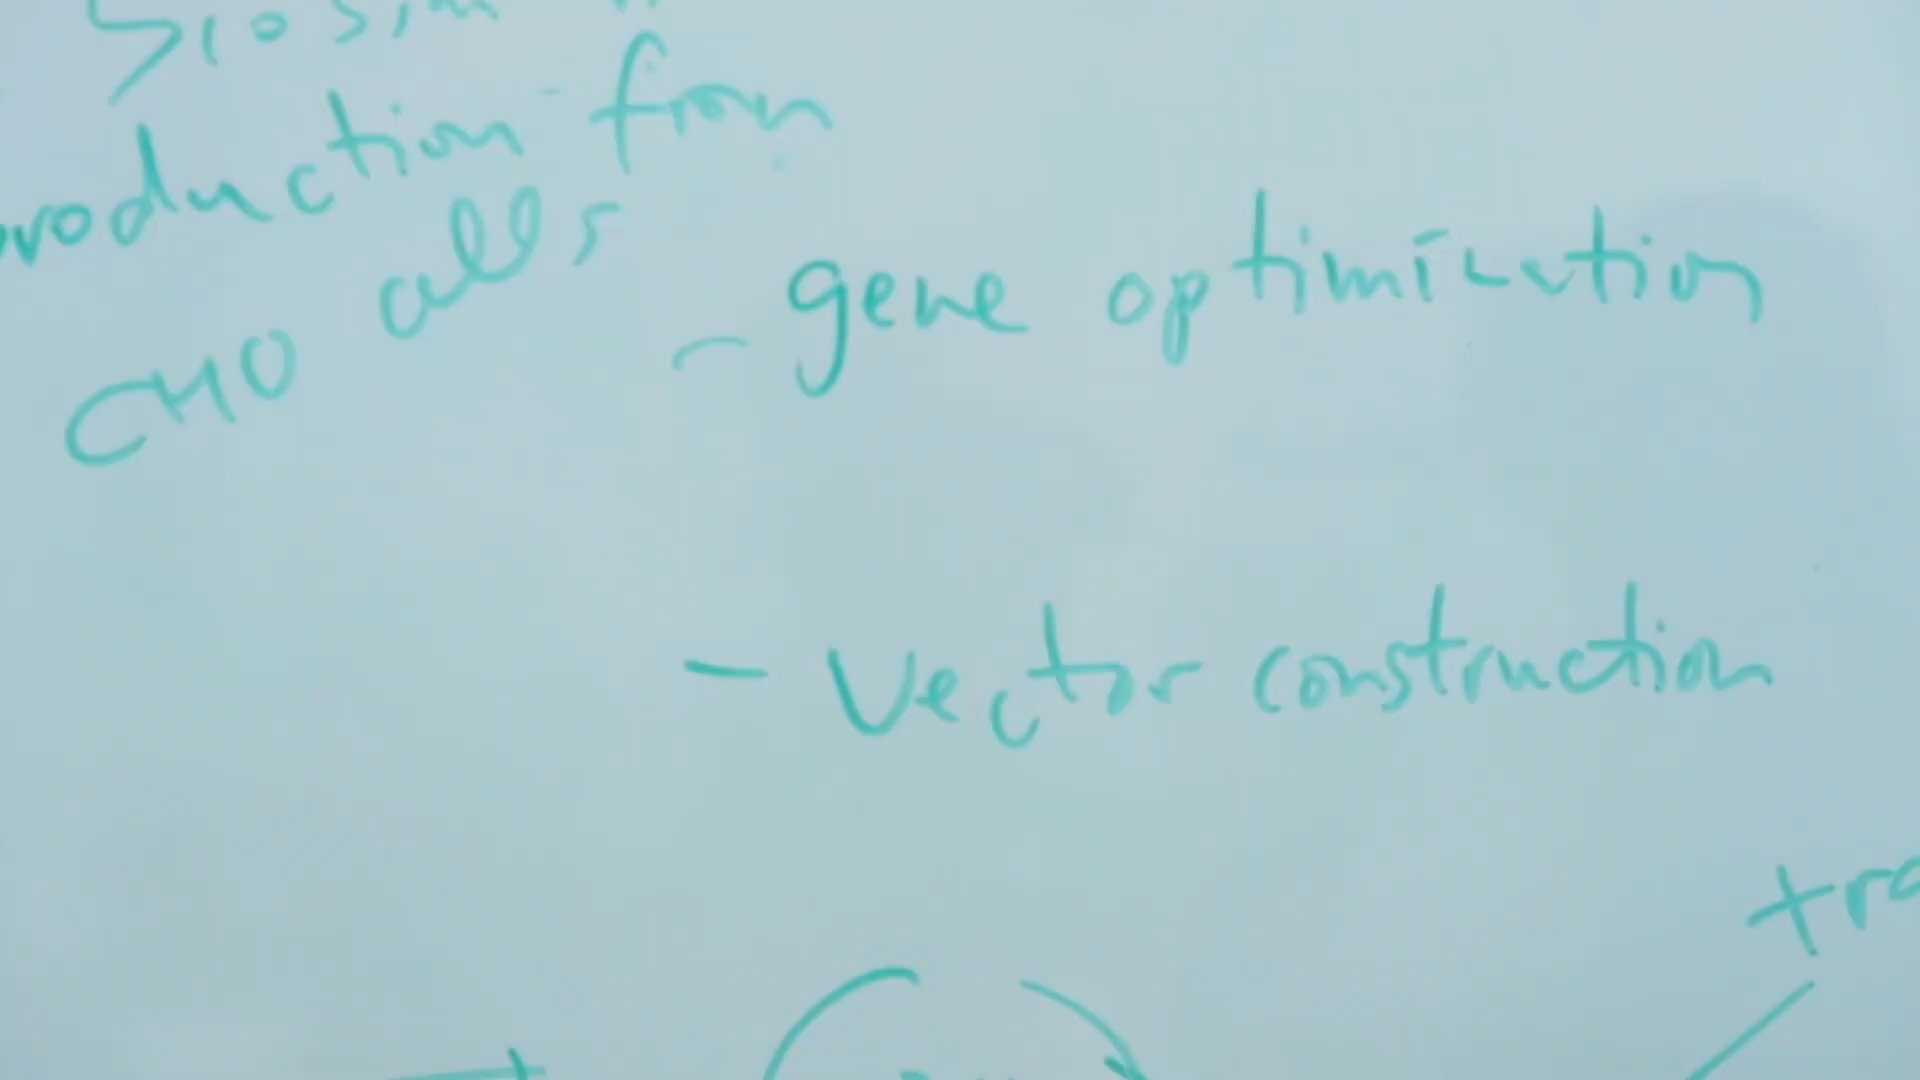 production from
CHO cells
- gene optimization
- Vector construction